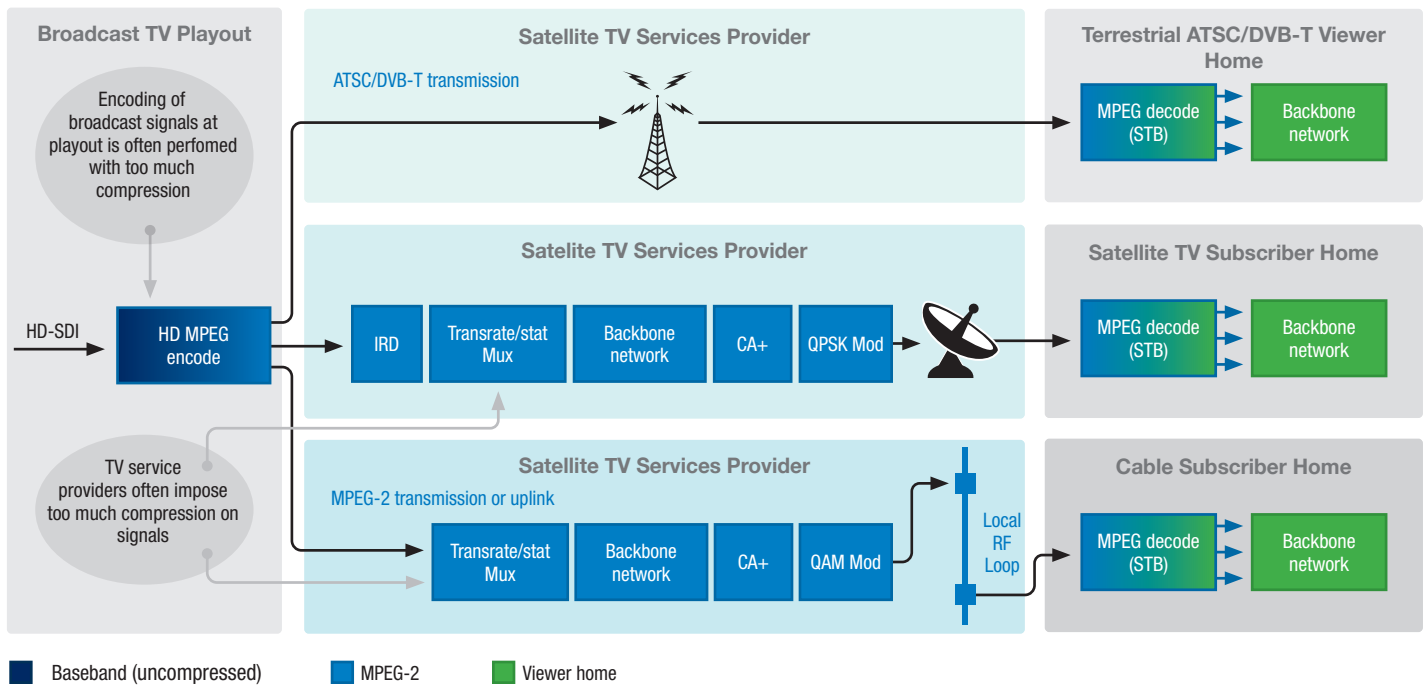 Broadcast TV Playout
Encoding of
broadcast signals at
playout is often perfomed
with too much
compression
HD-SDI
HD MPEG
encode
TV service
providers often impose
too much compression on
signals
Satellite TV Services Provider
ATSC/DVB-T transmission
Terrestrial ATSC/DVB-T Viewer
Home
MPEG decode
(STB)
Backbone
network
Satelite TV Services Provider
IRD
Transrate/stat
Mux
Backbone
network
CA+
QPSK Mod
Satellite TV Subscriber Home
MPEG decode
(STB)
Backbone
network
Satellite TV Services Provider
MPEG-2 transmission or uplink
Transrate/stat
Mux
Backbone
network
CA+
QAM Mod
Local
RF
Loop
Cable Subscriber Home
MPEG decode
(STB)
Backbone
network
Baseband (uncompressed)
MPEG-2
Viewer home